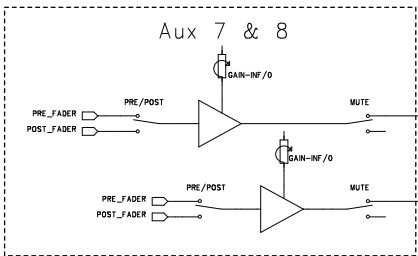 Aux 7 & 8
GAIN-INF/0
PRE/POST
MUTE
PRE_FADER
POST_FADER
GAIN-INF/0
PRE/POST
MUTE
PRE_FADER
POST_FADER